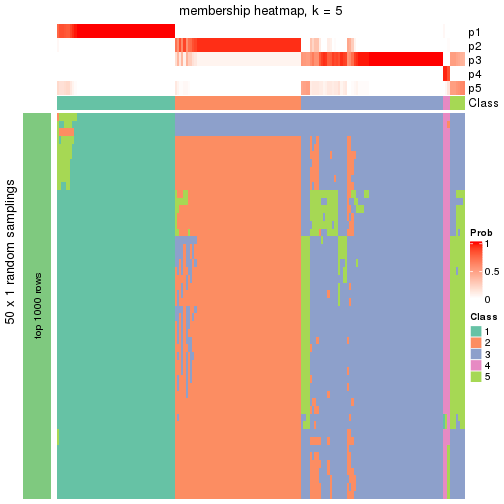 membership heatmap, k = 5
p1
p2
p3
p4
p5
Class
50 x 1 random samplings
top 1000 rows
Prob
1
0.5
0
Class
1
2
3
4
5